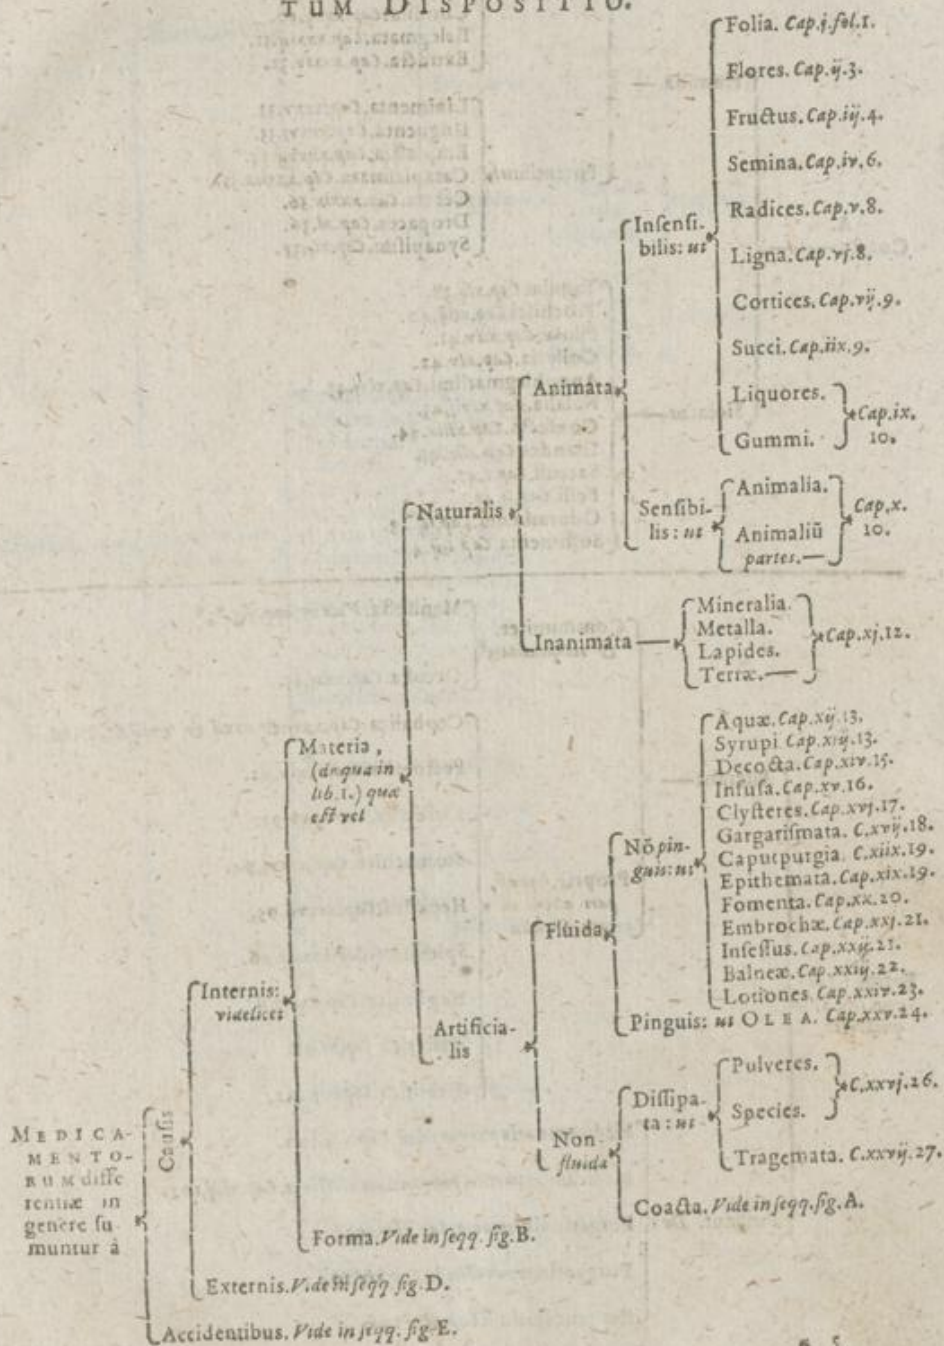 TUM DISPOSITIO.
Folia. Cap.j.fol.1.
Flores. Cap.ij.3.
Fructus. Cap.iij.4.
Semina. Cap.iv.6.
Radices. Cap.v.8.
Insensi-
bilis: ut
Ligna. Cap.vj.8.
Cortices. Cap.vij.9.
Succi. Cap.iix.9.
Animata
Liquores.
Cap.ix.
Gummi.
10.
Naturalis
Sensibi-
lis: ut
Animalia.
Animaliũ
partes.
Cap.x.
10.
Inanimata
Mineralia.
Metalla.
Lapides.
Terræ.
Cap.xj.12.
Materia,
(de qua in
lib.1.) quæ
est vel
Aquæ. Cap.xij.13.
Syrupi Cap.xiij.13.
Decocta. Cap.xiv.15.
Infusa. Cap.xv.16.
Clysteres. Cap.xvj.17.
Gargarismata. C.xvij.18.
Nõ pin-
guis: ut
Caputpurgia. C.xiix.19.
Epithemata. Cap.xix.19.
Fomenta. Cap.xx.20.
Fluida
Embrochæ. Cap.xxj.21.
Insessus. Cap.xxij.21.
Balneæ. Cap.xxiij.22.
Lotiones Cap.xxiv.23.
Internis:
videlicet
Artificia-
lis
Pinguis: ut OLEA. Cap.xxv.24.
Pulveres.
C.xxvj.26.
Dissipa-
ta: ut
Species.
Non
fluida
Tragemata. C.xxvij.27.
MEDICA-
MENTO-
RUM diffe
rentiæ in
genere su
muntur à
Causis
Coacta. Vide in seqq. fig. A.
Forma. Vide in seqq. fig. B.
Externis. Vide in seqq fig. D.
Accidentibus. Vide in seqq. fig. E.